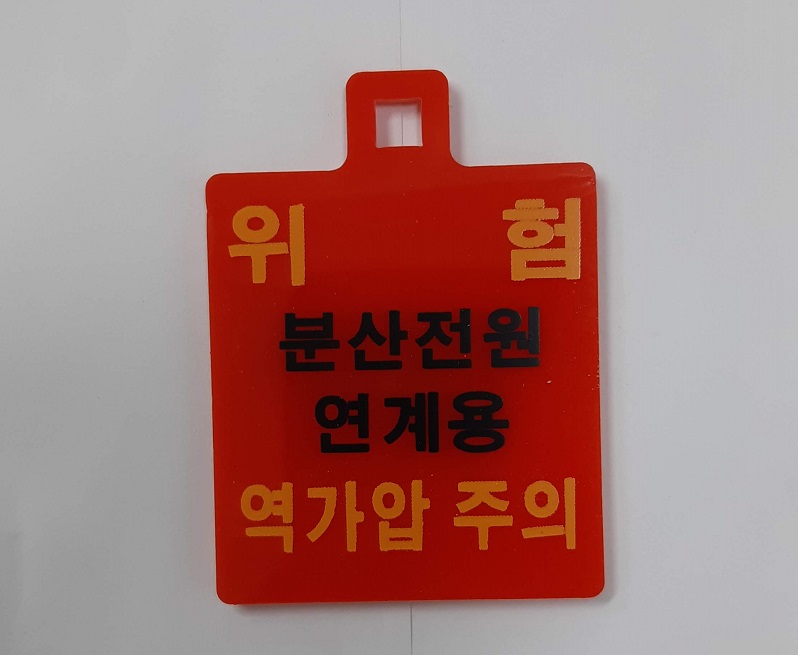 위 험
분산전원
연계용
역가압 주의